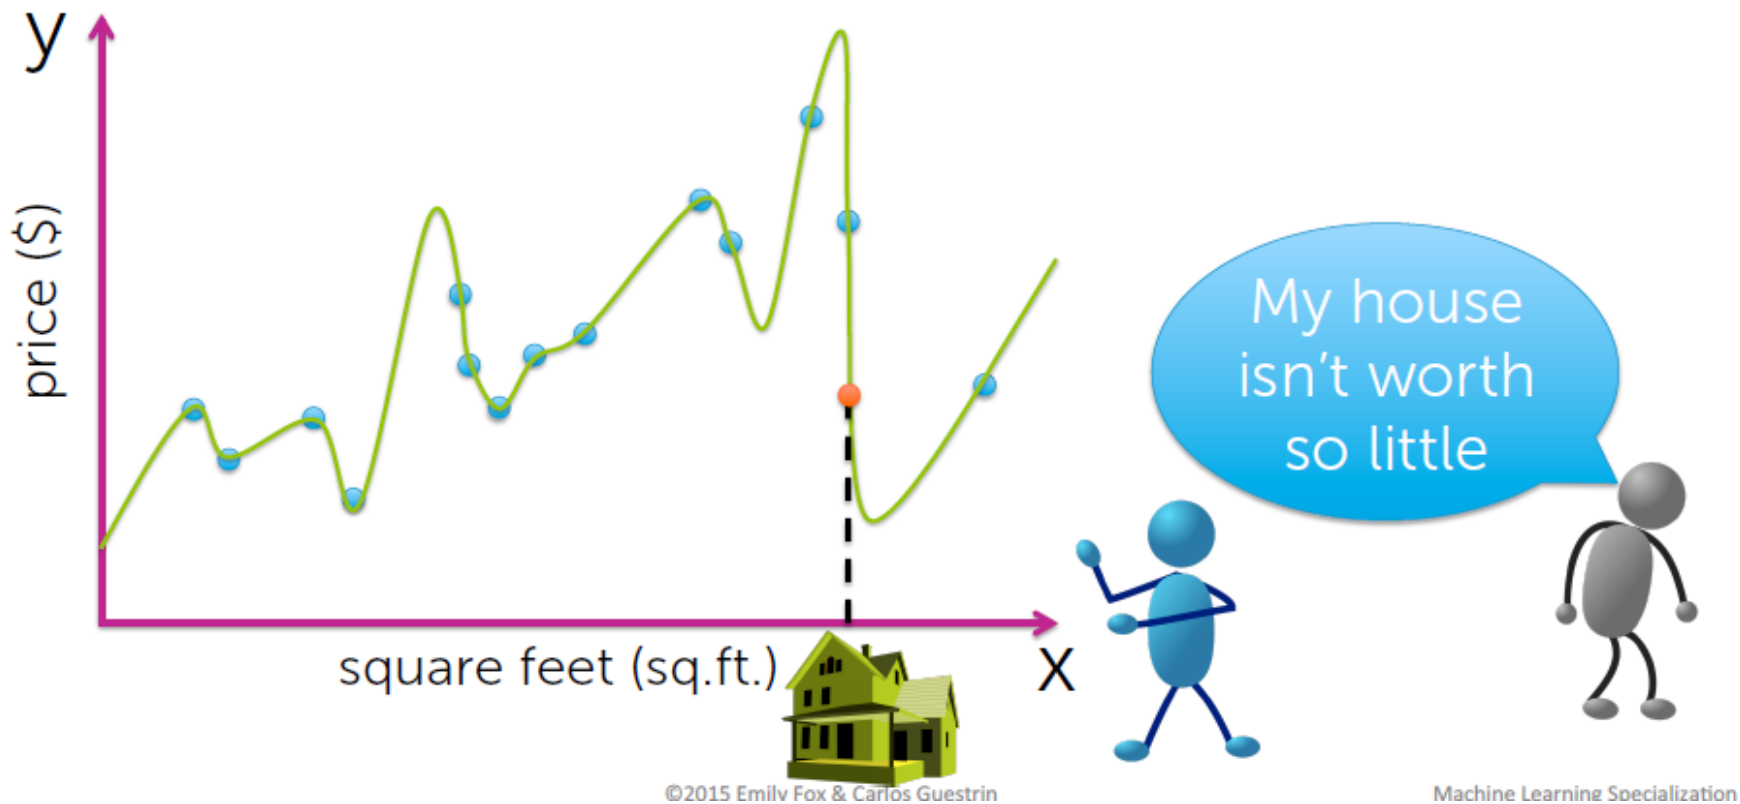 y
price ($)
My house
isn't worth
so little
square feet (sq.ft.)
x
©2015 Emily Fox & Carlos Guestrin
Machine Learning Specialization